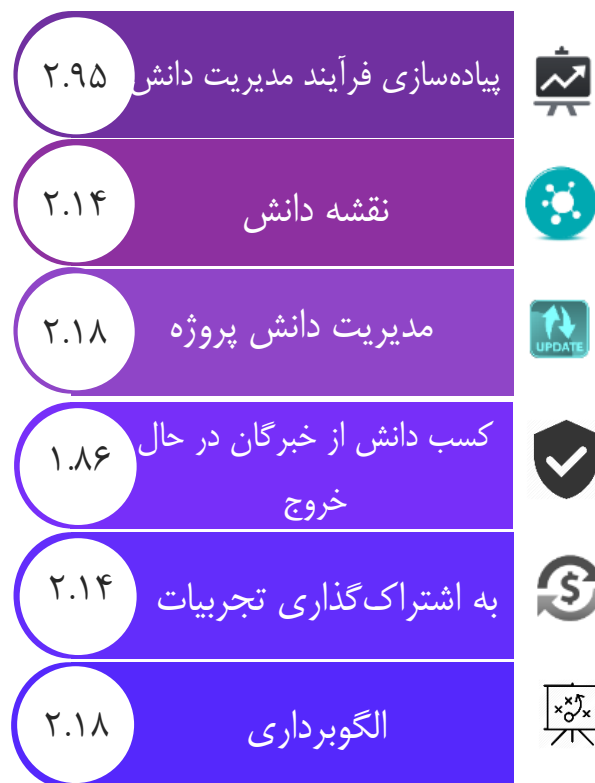 پیاده‌سازی فرآیند مدیریت دانش ۲.۹۵
نقشه دانش ۲.۱۴
مدیریت دانش پروژه ۲.۱۸
UPDATE
کسب دانش از خبرگان در حال
خروج
۱.۸۶
به اشتراک‌گذاری تجربیات ۲.۱۴
الگوبرداری ۲.۱۸